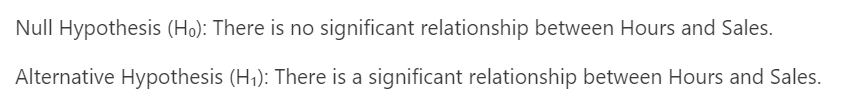 Null Hypothesis (H₀): There is no significant relationship between Hours and Sales.
Alternative Hypothesis (H₁): There is a significant relationship between Hours and Sales.